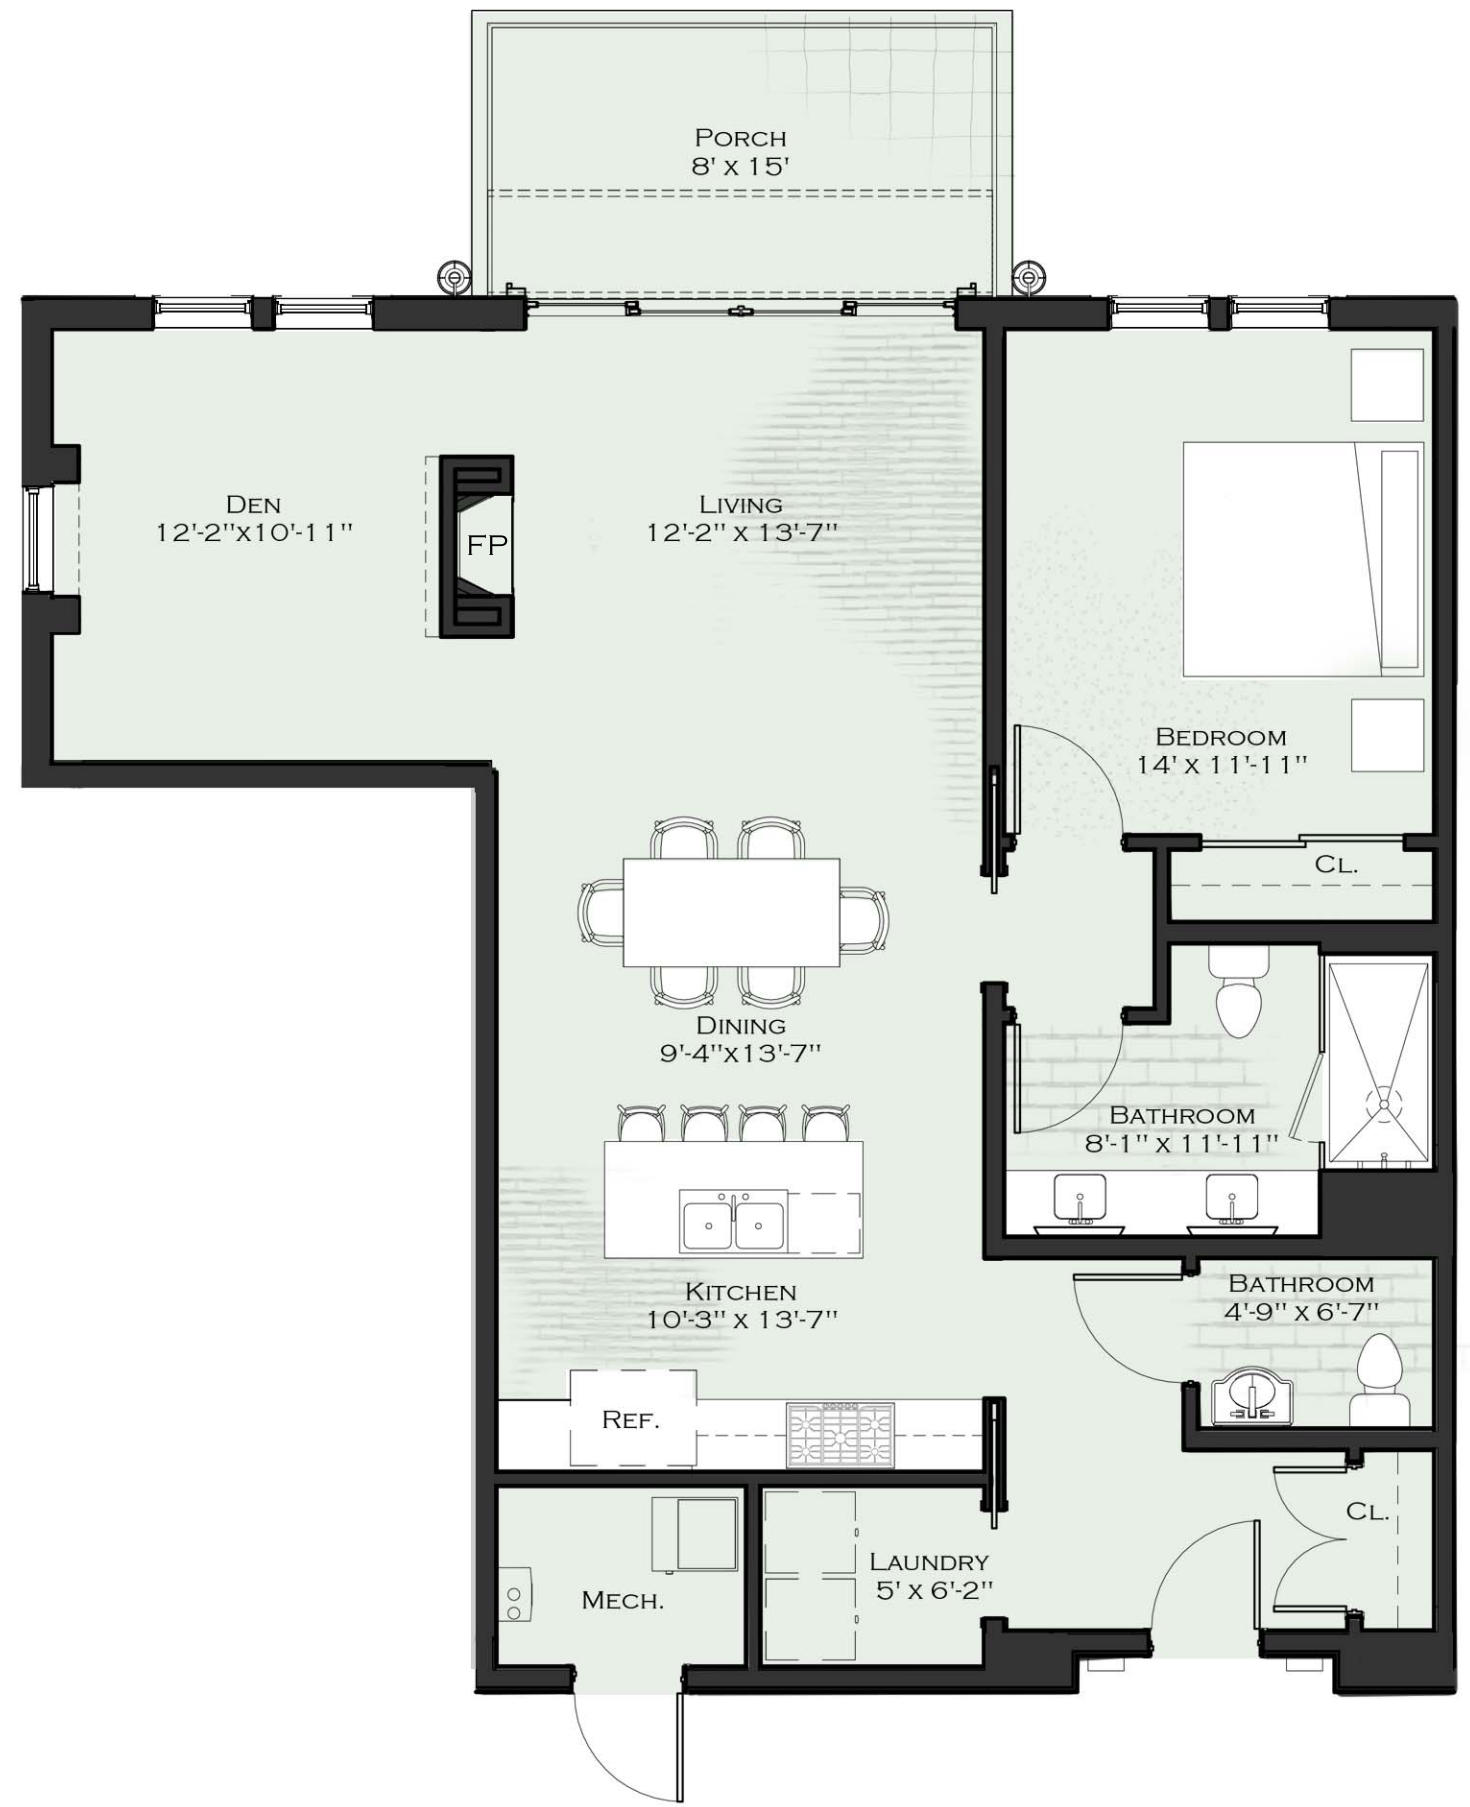 PORCH
8' X 15'
DEN
12'-2"X10'-11"
FP
LIVING
12'-2" X 13'-7"
BEDROOM
14' X 11'-11"
CL.
DINING
9'-4"X13'-7"
BATHROOM
8'-1" X 11'-11"
KITCHEN
10'-3" X 13'-7"
BATHROOM
4'-9" X 6'-7"
REF.
CL.
MECH.
LAUNDRY
5' X 6'-2"